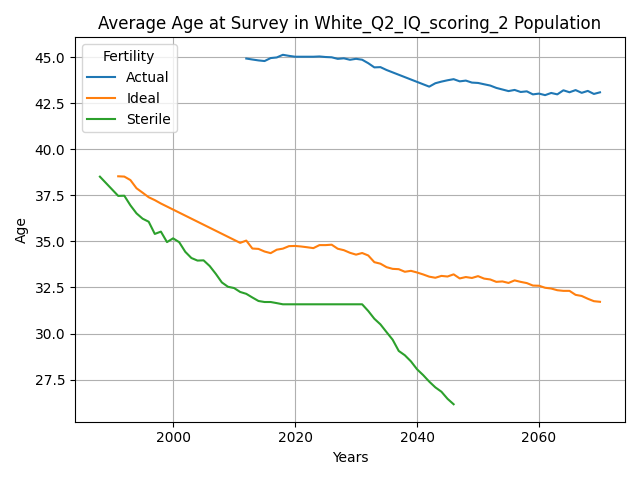 Average Age at Survey in White_Q2_IQ_scoring_2 Population
Age
45.0
42.5
40.0
37.5
35.0
32.5
30.0
27.5
Fertility
Actual
Ideal
Sterile
2000
2020
2040
2060
Years